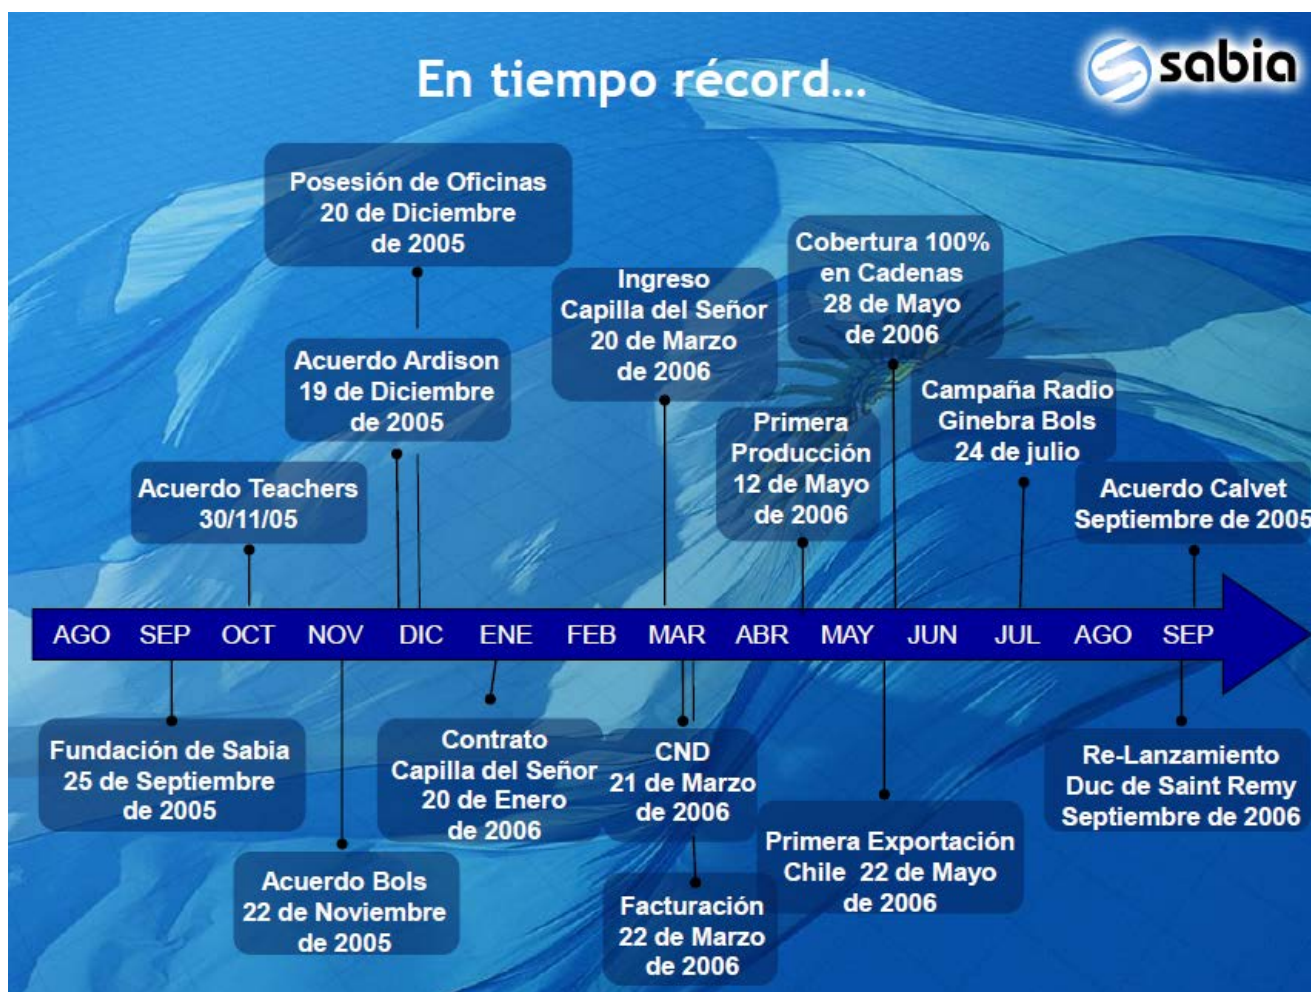 En tiempo récord...
sabia
Posesión de Oficinas
20 de Diciembre
de 2005
Cobertura 100%
en Cadenas
28 de Mayo
de 2006
Ingreso
Capilla del Señor
20 de Marzo
de 2006
Acuerdo Ardison
19 de Diciembre
de 2005
Campaña Radio
Ginebra Bols
24 de julio
Primera
Producción
12 de Mayo
de 2006
Acuerdo Teachers
30/11/05
Acuerdo Calvet
Septiembre de 2005
AGO SEP OCT NOV DIC ENE FEB MAR ABR MAY JUN JUL AGO SEP
Fundación de Sabia
25 de Septiembre
de 2005
Contrato
Capilla del Señor
20 de Enero
de 2006
CND
21 de Marzo
de 2006
Re-Lanzamiento
Duc de Saint Remy
Septiembre de 2006
Acuerdo Bols
22 de Noviembre
de 2005
Primera Exportación
Chile 22 de Mayo
de 2006
Facturación
22 de Marzo
de 2006